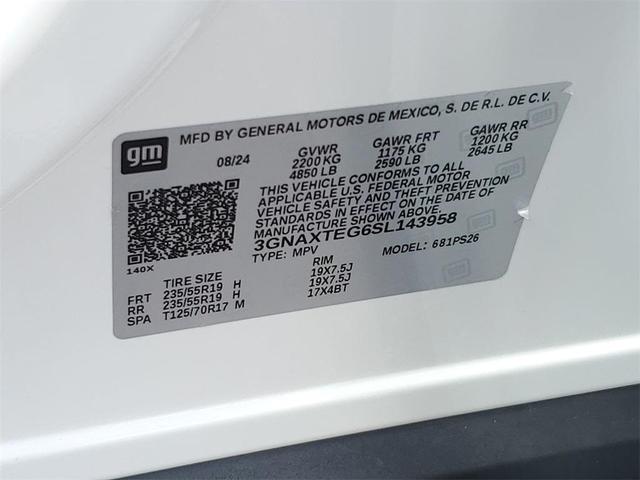 gm
MFD BY GENERAL MOTORS DE MEXICO, S. DE R.L. DE C.V.
08/24 GVWR GAWR FRT GAWR RR
2200 KG 1175 KG 1200 KG
4850 LB 2590 LB 2645 LB
THIS VEHICLE CONFORMS TO ALL
APPLICABLE U.S. FEDERAL MOTOR
VEHICLE SAFETY AND THEFT PREVENTION
STANDARDS IN EFFECT ON THE DATE OF
MANUFACTURE SHOWN ABOVE
3GNAXTEG6SL143958
TYPE: MPV MODEL: 681PS26
140X
TIRE SIZE RIM
FRT 235/55R19 H 19X7.5J
RR 235/55R19 H 19X7.5J
SPA T125/70R17 M 17X4BT